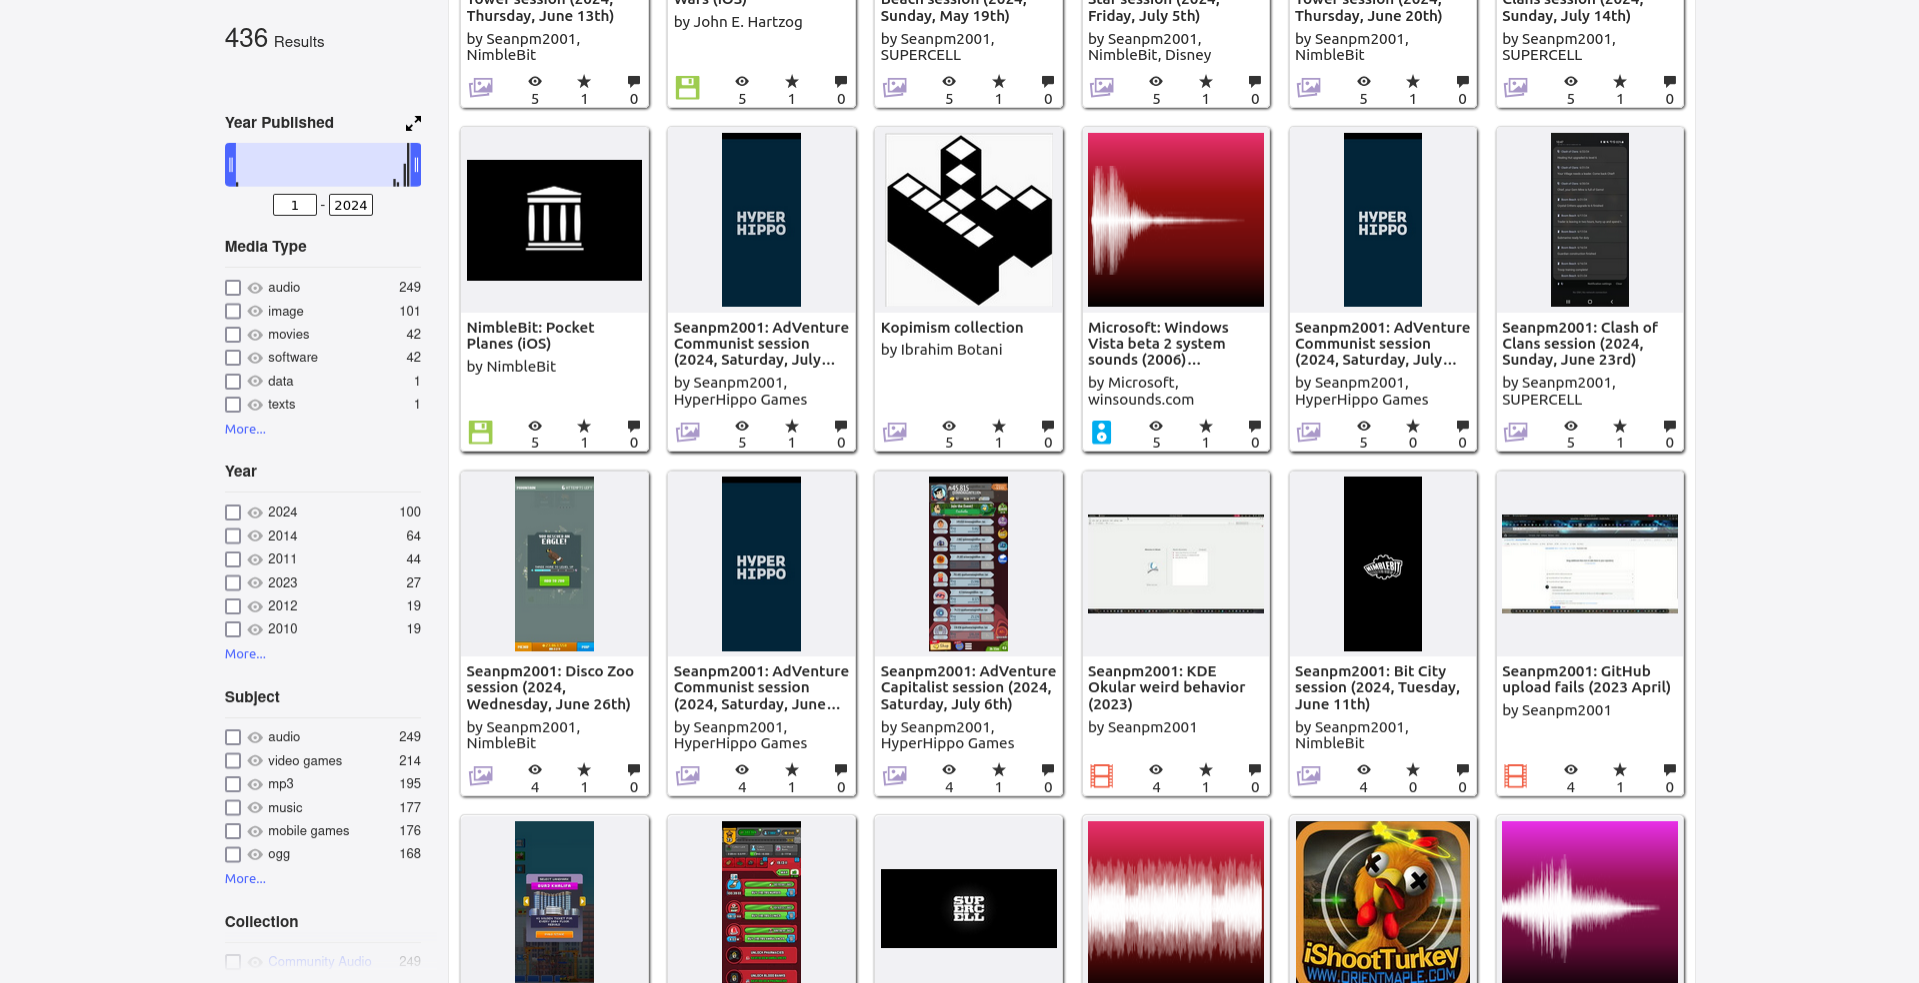 436 Results
Year Published
1 - 2024
Media Type
audio 249
image 101
movies 42
software 42
data 1
texts 1
More...
Year
2024 100
2014 64
2011 44
2023 27
2012 19
2010 19
More...
Subject
audio 249
video games 214
mp3 195
music 177
mobile games 176
ogg 168
More...
Collection
Community Audio 249
Tower session (2024,
Thursday, June 13th)
by Seanpm2001,
NimbleBit
5 1 0
Wars (iOS)
by John E. Hartzog
5 1 0
Beach session (2024,
Sunday, May 19th)
by Seanpm2001,
SUPERCELL
5 1 0
Star session (2024,
Friday, July 5th)
by Seanpm2001,
NimbleBit, Disney
5 1 0
Tower session (2024,
Thursday, June 20th)
by Seanpm2001,
NimbleBit
5 1 0
Clans session (2024,
Sunday, July 14th)
by Seanpm2001,
SUPERCELL
5 1 0
NimbleBit: Pocket
Planes (iOS)
by NimbleBit
5 1 0
HYPER
HIPPO
Seanpm2001: AdVenture
Communist session
(2024, Saturday, July...
by Seanpm2001,
HyperHippo Games
5 1 0
Kopimism collection
by Ibrahim Botani
5 1 0
Microsoft: Windows
Vista beta 2 system
sounds (2006)...
by Microsoft,
winsounds.com
5 1 0
HYPER
HIPPO
Seanpm2001: AdVenture
Communist session
(2024, Saturday, July...
by Seanpm2001,
HyperHippo Games
5 0 0
Seanpm2001: Clash of
Clans session (2024,
Sunday, June 23rd)
by Seanpm2001,
SUPERCELL
5 1 0
EAGLE!
Seanpm2001: Disco Zoo
session (2024,
Wednesday, June 26th)
by Seanpm2001,
NimbleBit
4 1 0
HYPER
HIPPO
Seanpm2001: AdVenture
Communist session
(2024, Saturday, June...
by Seanpm2001,
HyperHippo Games
4 1 0
Seanpm2001: AdVenture
Capitalist session (2024,
Saturday, July 6th)
by Seanpm2001,
HyperHippo Games
4 1 0
Seanpm2001: KDE
Okular weird behavior
(2023)
by Seanpm2001
4 1 0
NIMBLEBIT
Seanpm2001: Bit City
session (2024, Tuesday,
June 11th)
by Seanpm2001,
NimbleBit
4 0 0
Seanpm2001: GitHub
upload fails (2023 April)
by Seanpm2001
4 1 0
SUP
ERC
ELL
iShootTurkey
WWW.ORIENTMAPLE.COM